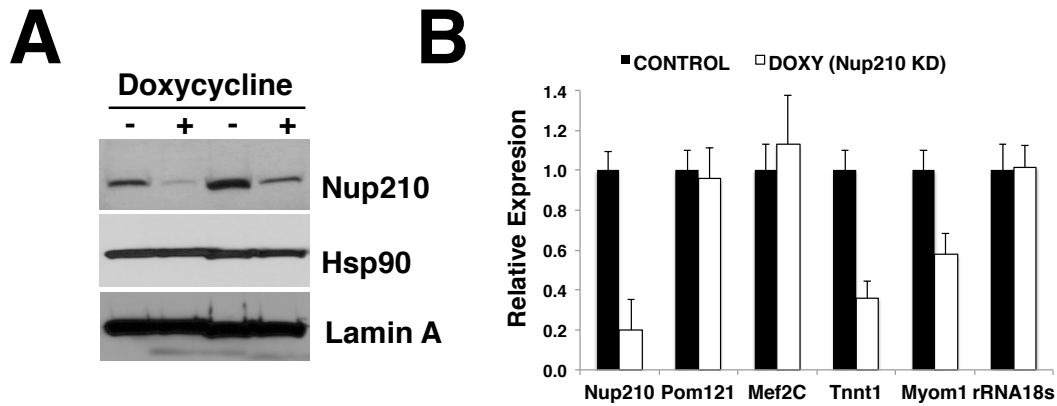 A
Doxycycline
- + - +
Nup210
Hsp90
Lamin A
B
CONTROL DOXY (Nup210 KD)
Relative Expresion
1.4
1.2
1.0
0.8
0.6
0.4
0.2
0.0
Nup210 Pom121 Mef2C Tnnt1 Myom1 rRNA18s